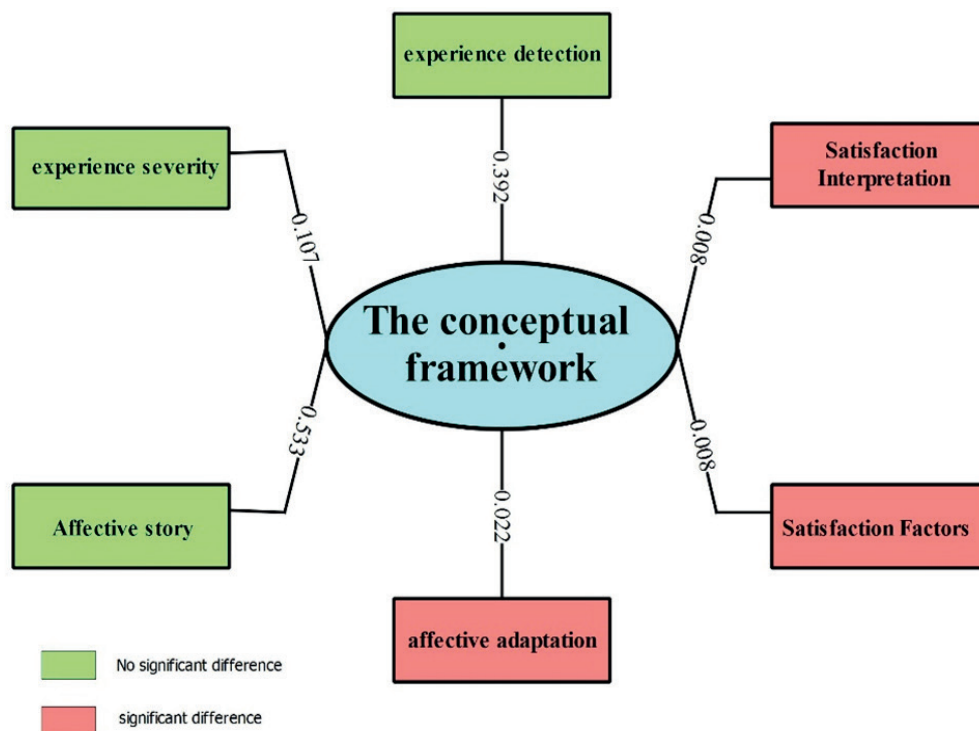 experience detection
experience severity
Satisfaction
Interpretation
0.392
0.107
0.008
The conceptual
framework
0.533
0.008
0.022
Affective story
Satisfaction Factors
affective adaptation
No significant difference
significant difference